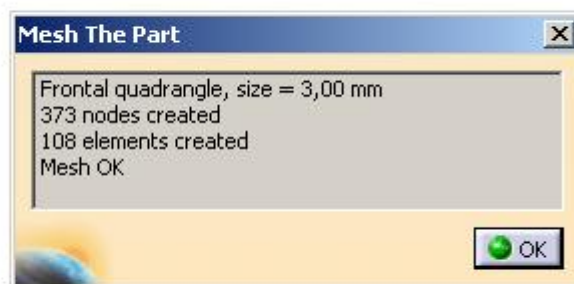 Mesh The Part
Frontal quadrangle, size = 3,00 mm
373 nodes created
108 elements created
Mesh OK
OK